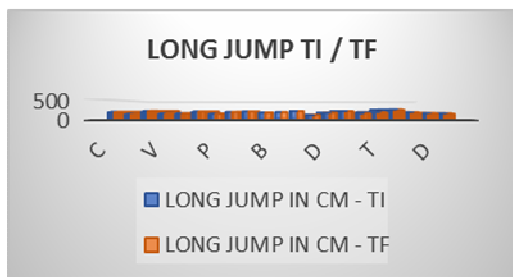 LONG JUMP TI / TF
500
0
C V P B D T D
LONG JUMP IN CM - TI
LONG JUMP IN CM - TF